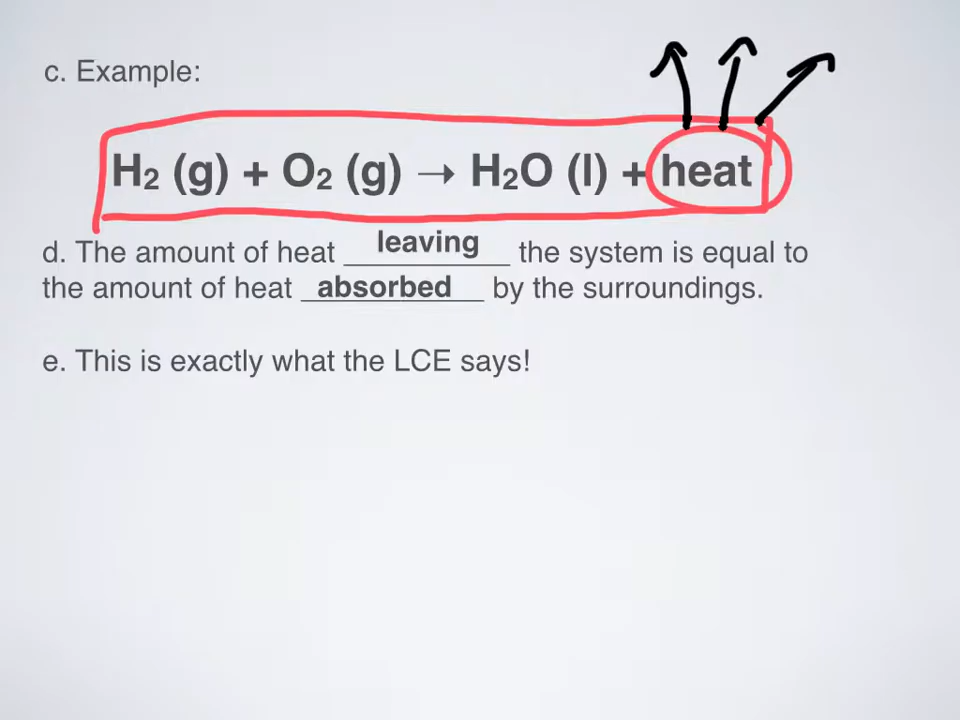 c. Example:
H₂ (g) + O₂ (g) → H₂O (l) + heat
d. The amount of heat leaving the system is equal to
the amount of heat absorbed by the surroundings.
e. This is exactly what the LCE says!